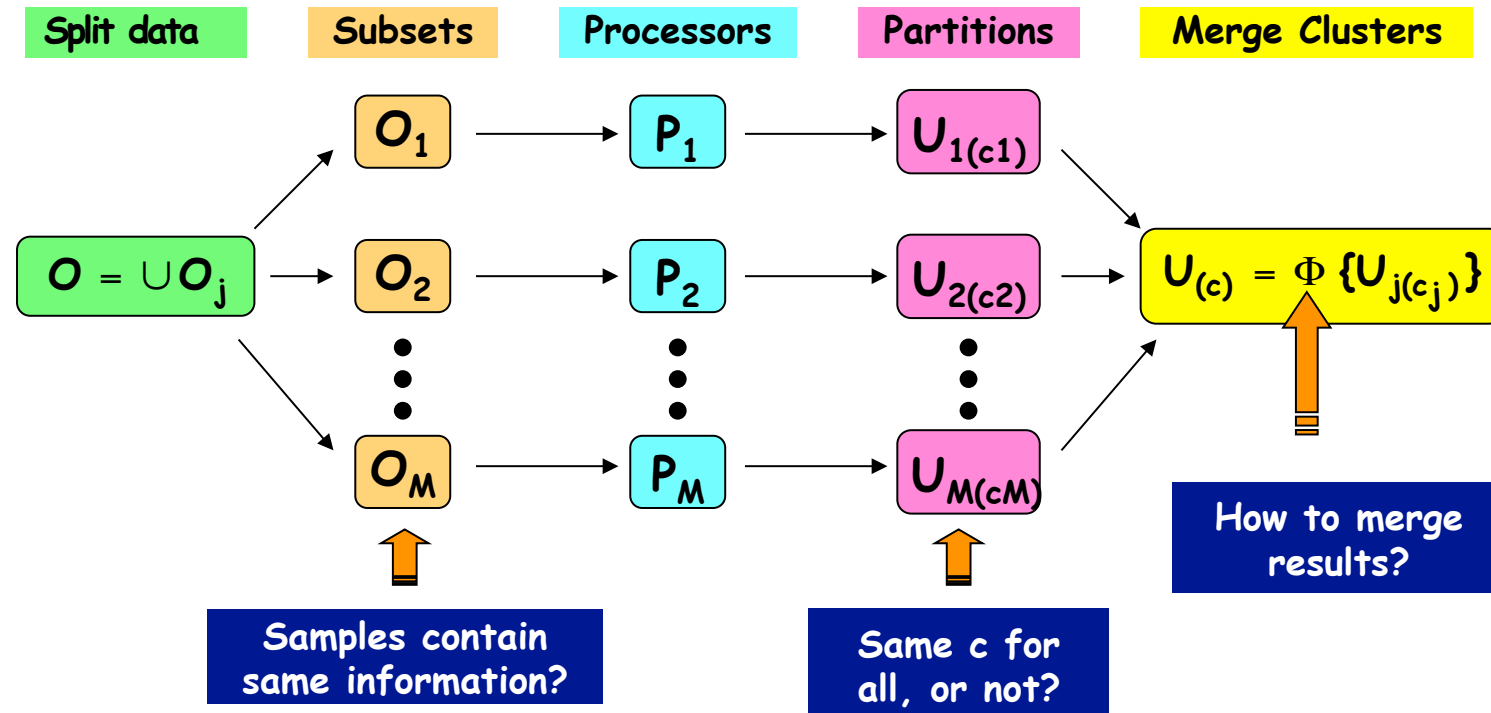 Split data
Subsets
Processors
Partitions
Merge Clusters
O1
P1
U1(c1)
O = ∪ Oj
O2
P2
U2(c2)
U(c) = Φ {Uj(cj)}
OM
PM
UM(cM)
How to merge
results?
Samples contain
same information?
Same c for
all, or not?